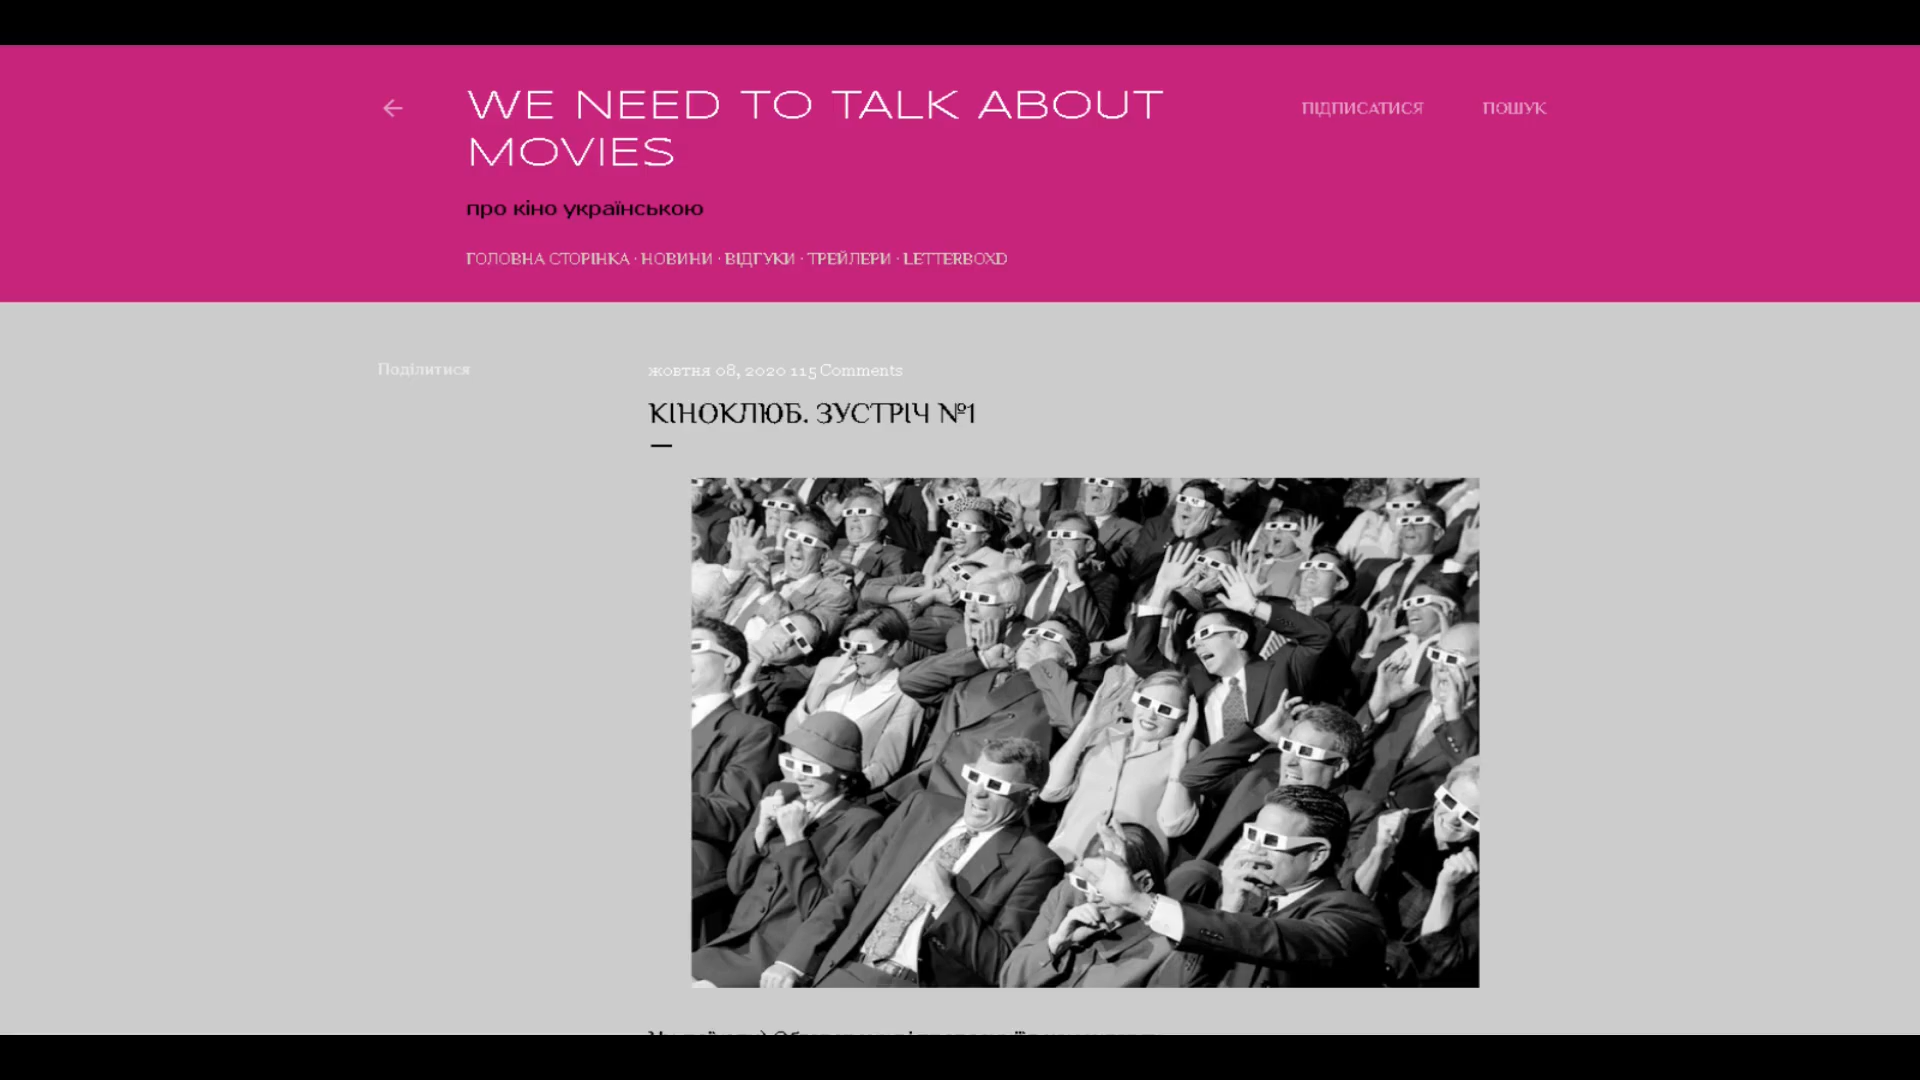 WE NEED TO TALK ABOUT
MOVIES
ПІДПИСАТИСЯ
ПОШУК
про кіно українською
ГОЛОВНА СТОРІНКА · НОВИНИ · ВІДГУКИ · ТРЕЙЛЕРИ · LETTERBOXD
Поділитися
жовтня 08, 2020 115 Comments
КІНОКЛЮБ. ЗУСТРІЧ №1